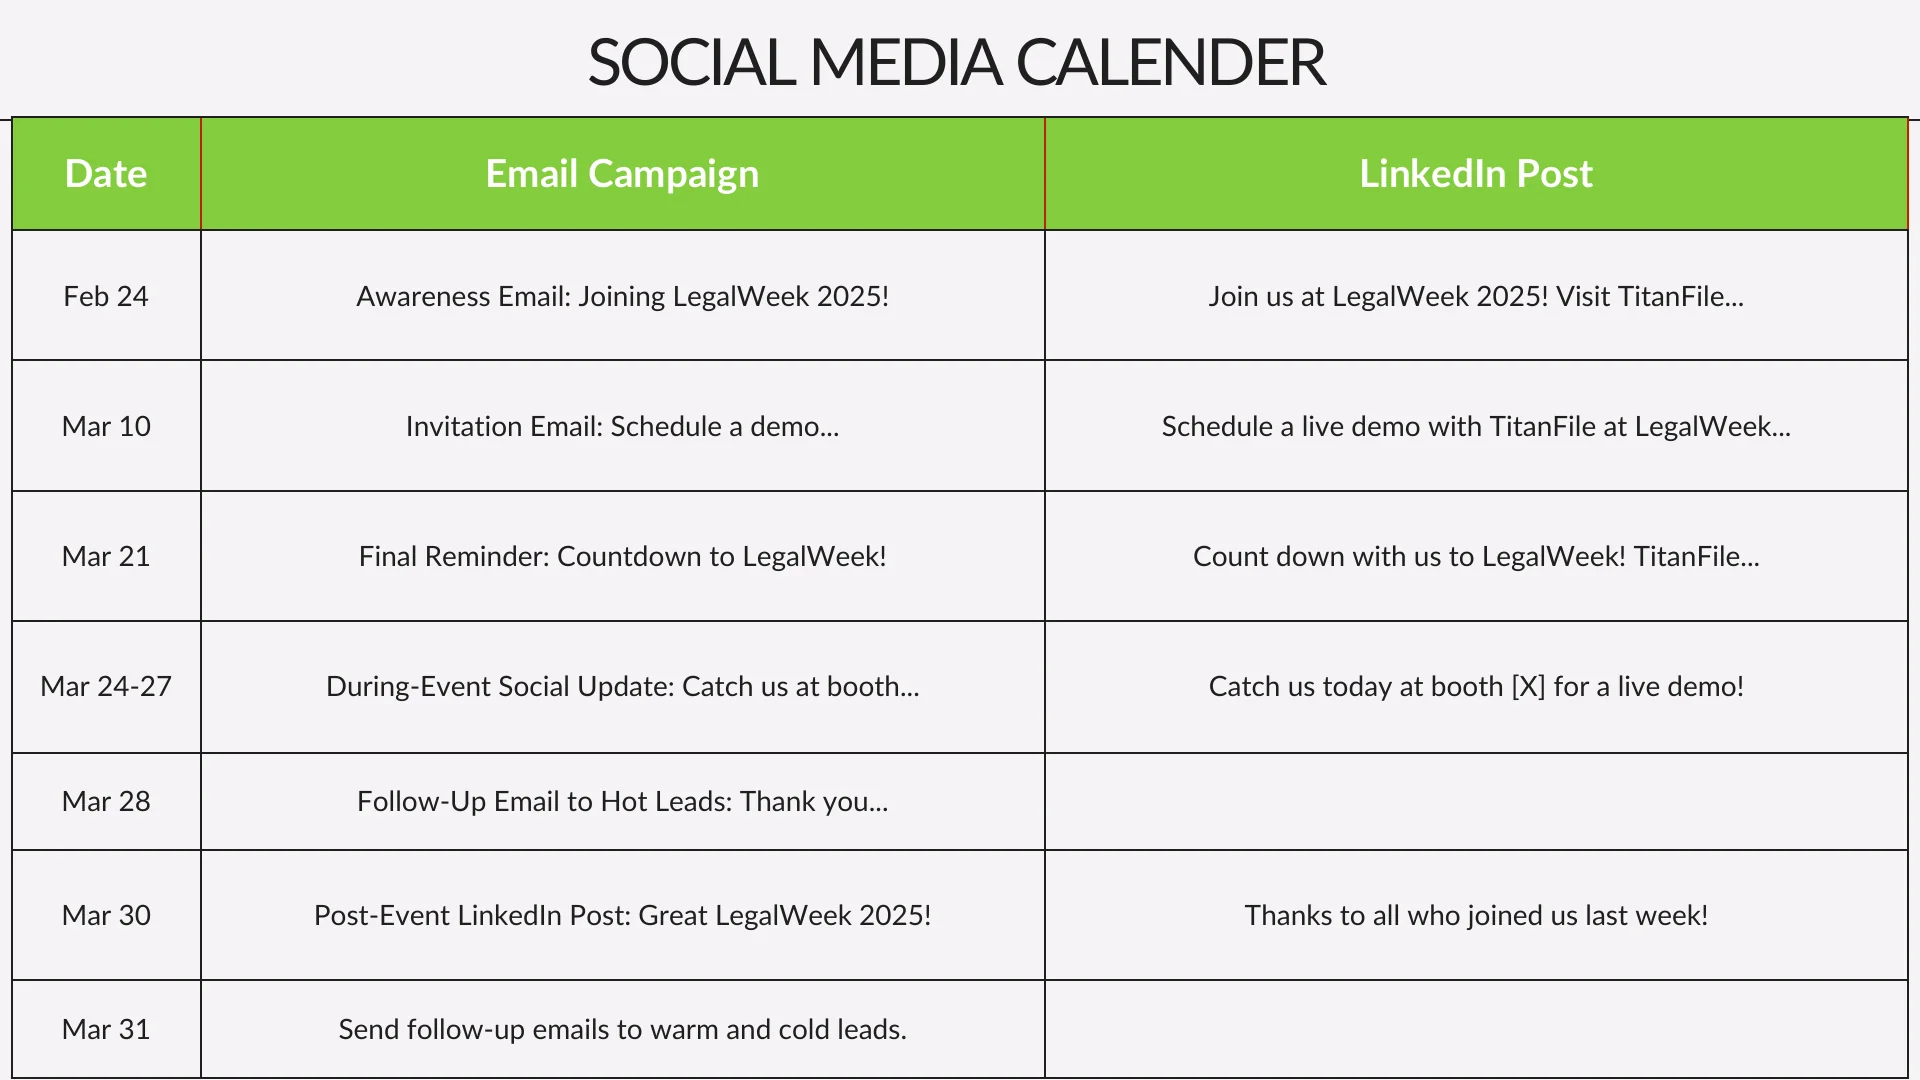 SOCIAL MEDIA CALENDER
Date Email Campaign LinkedIn Post
Feb 24 Awareness Email: Joining LegalWeek 2025! Join us at LegalWeek 2025! Visit TitanFile...
Mar 10 Invitation Email: Schedule a demo... Schedule a live demo with TitanFile at LegalWeek...
Mar 21 Final Reminder: Countdown to LegalWeek! Count down with us to LegalWeek! TitanFile...
Mar 24-27 During-Event Social Update: Catch us at booth... Catch us today at booth [X] for a live demo!
Mar 28 Follow-Up Email to Hot Leads: Thank you...
Mar 30 Post-Event LinkedIn Post: Great LegalWeek 2025! Thanks to all who joined us last week!
Mar 31 Send follow-up emails to warm and cold leads.